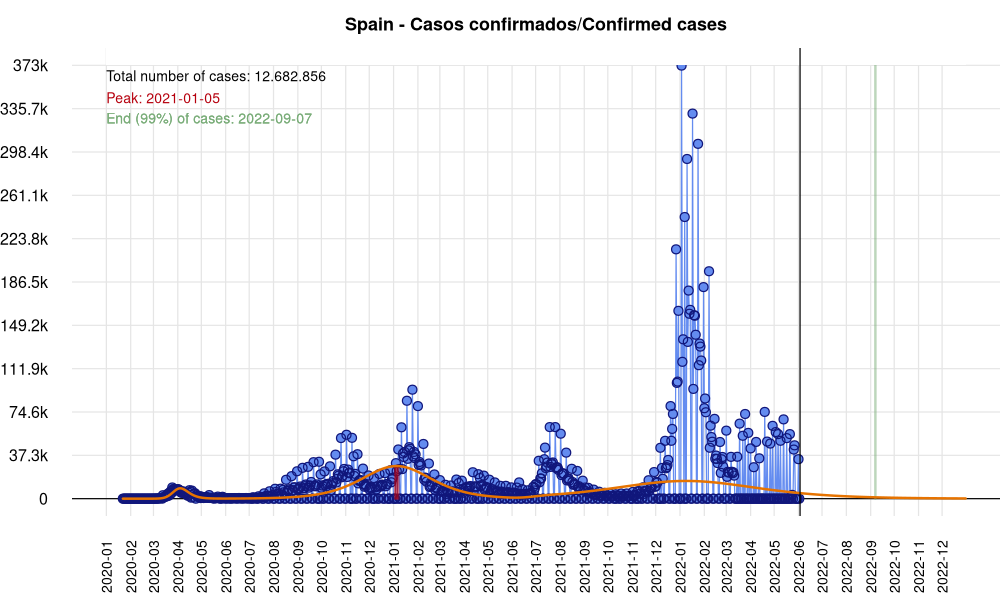 Spain - Casos confirmados/Confirmed cases
373k
335.7k
298.4k
261.1k
223.8k
186.5k
149.2k
111.9k
74.6k
37.3k
0
Total number of cases: 12.682.856
Peak: 2021-01-05
End (99%) of cases: 2022-09-07
2020-01
2020-02
2020-03
2020-04
2020-05
2020-06
2020-07
2020-08
2020-09
2020-10
2020-11
2020-12
2021-01
2021-02
2021-03
2021-04
2021-05
2021-06
2021-07
2021-08
2021-09
2021-10
2021-11
2021-12
2022-01
2022-02
2022-03
2022-04
2022-05
2022-06
2022-07
2022-08
2022-09
2022-10
2022-11
2022-12